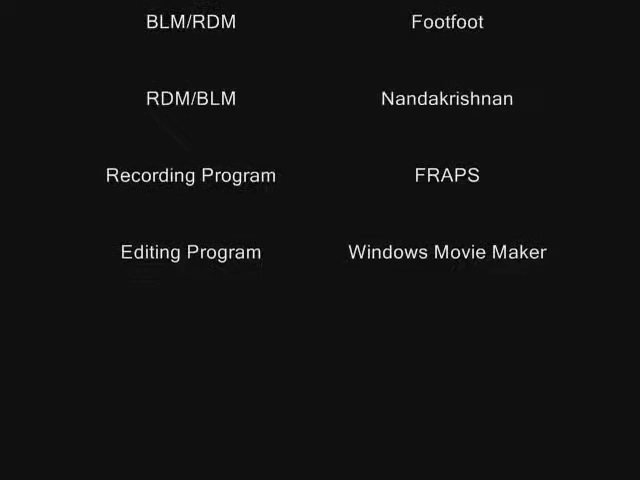 BLM/RDM Footfoot
RDM/BLM Nandakrishnan
Recording Program FRAPS
Editing Program Windows Movie Maker